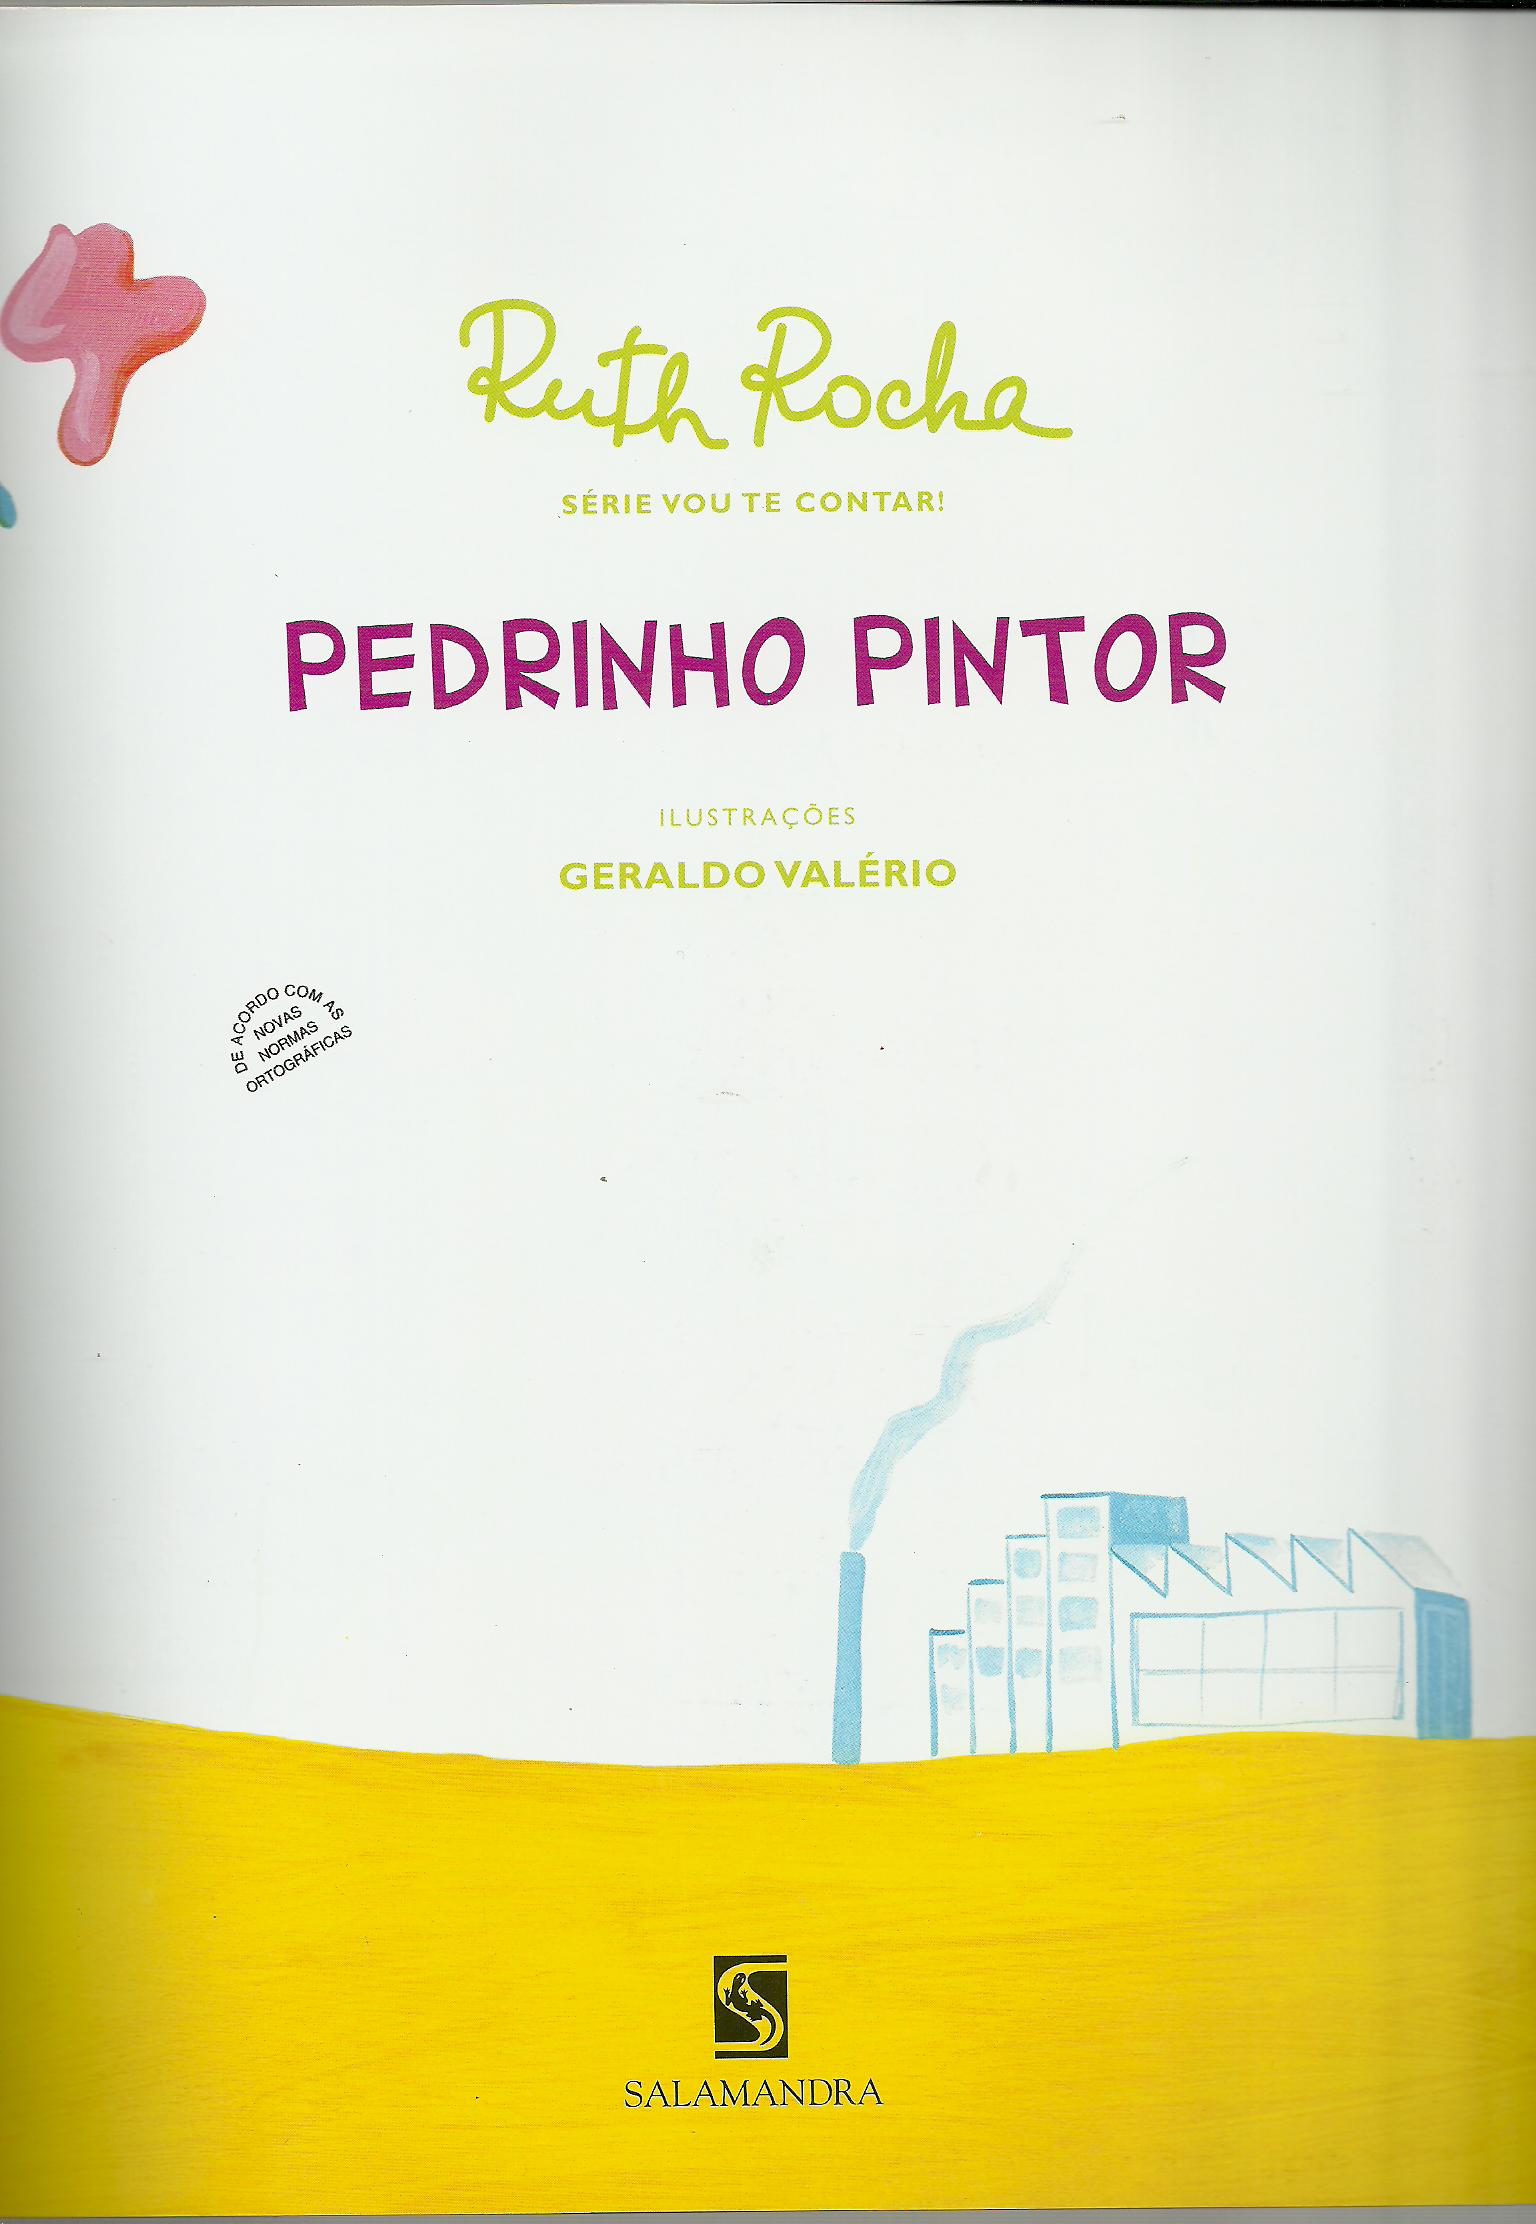 Ruth Rocha
SÉRIE VOU TE CONTAR!
PEDRINHO PINTOR
ILUSTRAÇÕES
GERALDO VALÉRIO
DE ACORDO COM AS
NOVAS
NORMAS
ORTOGRÁFICAS
SALAMANDRA